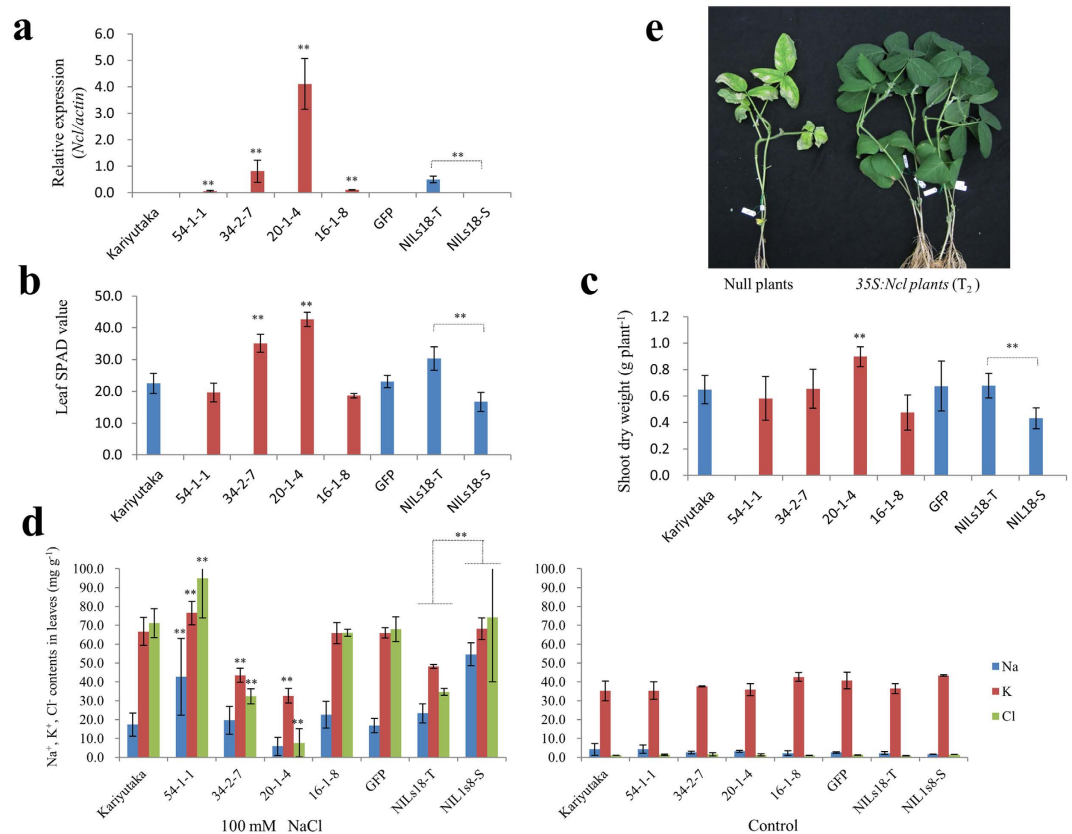 a
Relative expression
(Ncl/actin)
6.0
5.0
4.0
3.0
2.0
1.0
0.0
**
**
**
**
**
Kariyutaka
54-1-1
34-2-7
20-1-4
16-1-8
GFP
NILs18-T
NILs18-S
e
Null plants
35S:Ncl plants (T₂)
b
Leaf SPAD value
50.0
40.0
30.0
20.0
10.0
0.0
**
**
**
Kariyutaka
54-1-1
34-2-7
20-1-4
16-1-8
GFP
NILs18-T
NILs18-S
c
Shoot dry weight (g plant⁻¹)
1.2
1.0
0.8
0.6
0.4
0.2
0.0
**
**
Kariyutaka
54-1-1
34-2-7
20-1-4
16-1-8
GFP
NILs18-T
NIL18-S
d
Na⁺, K⁺, Cl⁻ contents in leaves (mg g⁻¹)
100.0
90.0
80.0
70.0
60.0
50.0
40.0
30.0
20.0
10.0
0.0
**
**
**
**
**
**
**
**
Kariyutaka
54-1-1
34-2-7
20-1-4
16-1-8
GFP
NILs18-T
NIL1s8-S
100 mM NaCl
100.0
90.0
80.0
70.0
60.0
50.0
40.0
30.0
20.0
10.0
0.0
Kariyutaka
54-1-1
34-2-7
20-1-4
16-1-8
GFP
NILs18-T
NIL1s8-S
Control
Na
K
Cl